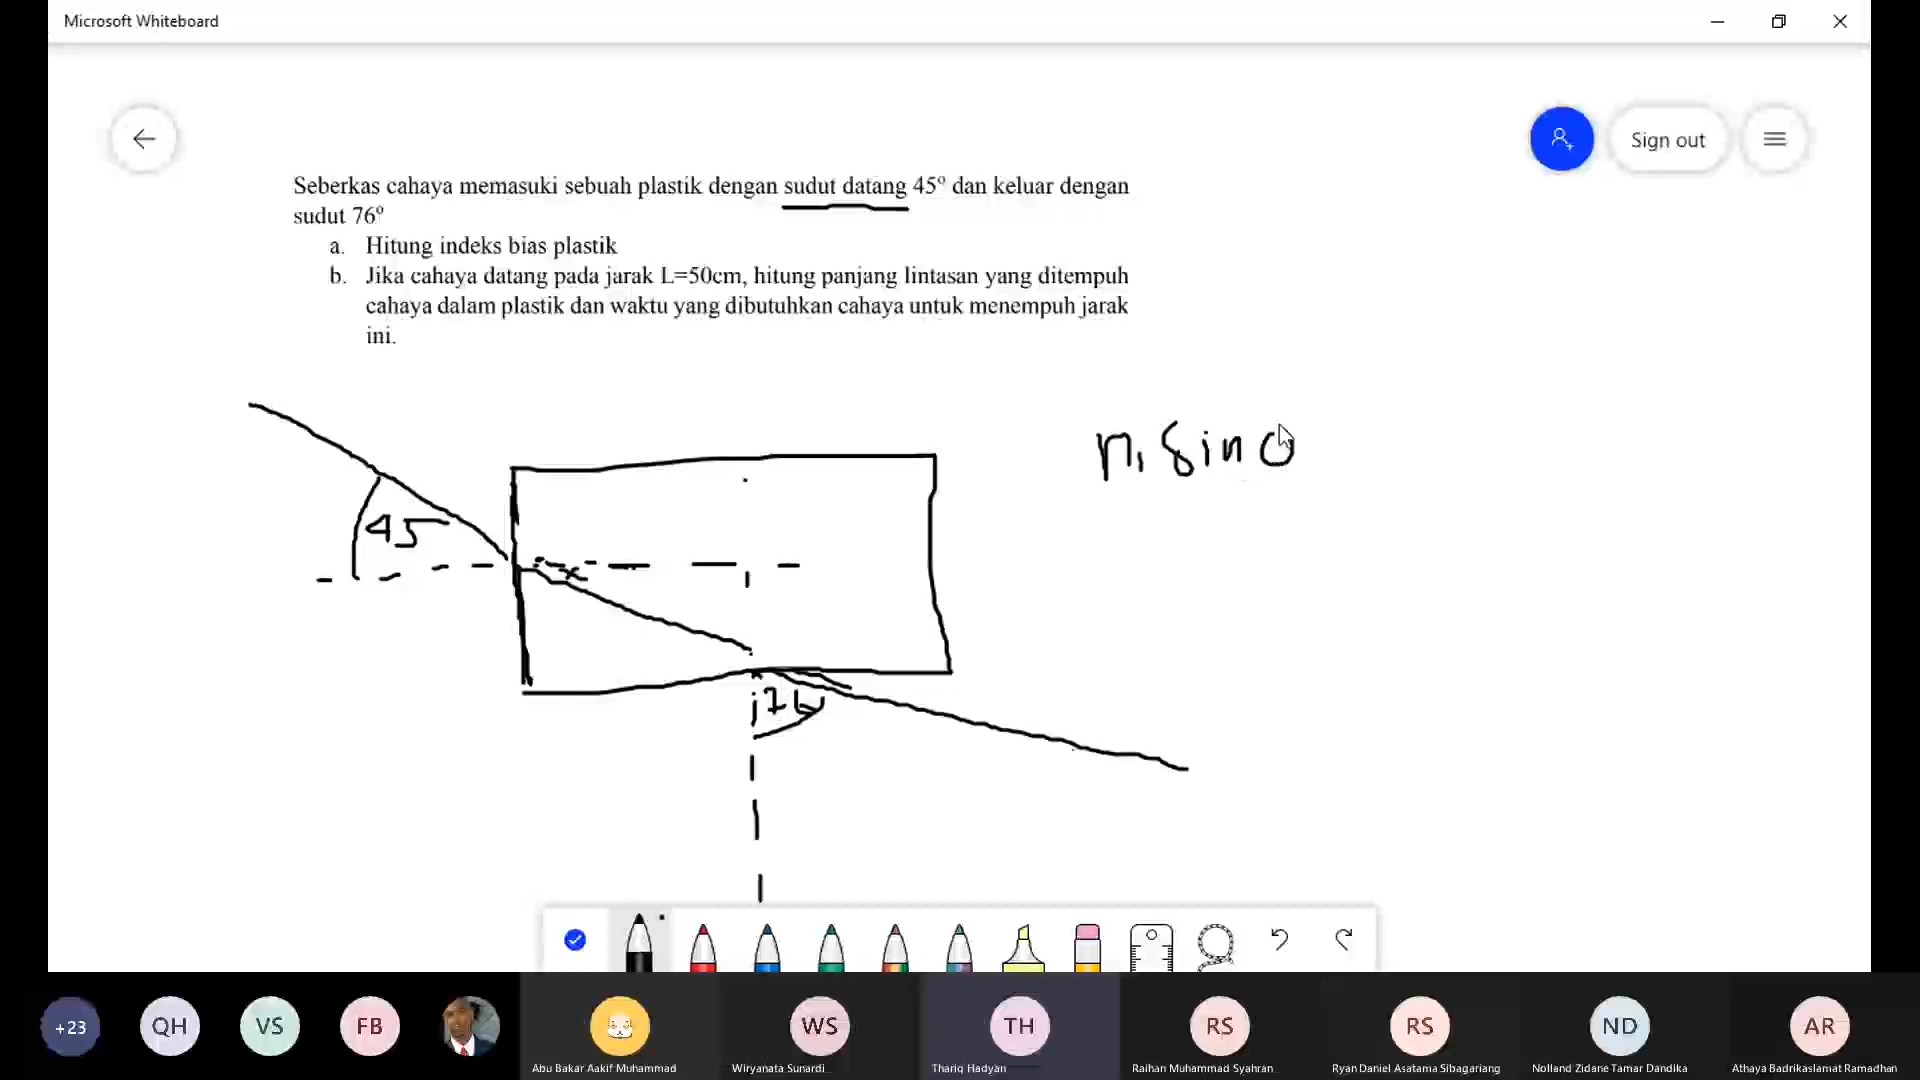 Microsoft Whiteboard
Sign out
Seberkas cahaya memasuki sebuah plastik dengan sudut datang 45° dan keluar dengan
sudut 76°
a. Hitung indeks bias plastik
b. Jika cahaya datang pada jarak L=50cm, hitung panjang lintasan yang ditempuh
cahaya dalam plastik dan waktu yang dibutuhkan cahaya untuk menempuh jarak
ini.
n₁ sin
45
76
+23
QH
VS
FB
WS
TH
RS
RS
ND
AR
Abu Bakar Aakif Muhammad
Wiryanata Sunardi...
Thariq Hadyan
Raihan Muhammad Syahran...
Ryan Daniel Asatama Sibagariang
Nolland Zidane Tamar Dandika
Athaya Badrikaslamat Ramadhan